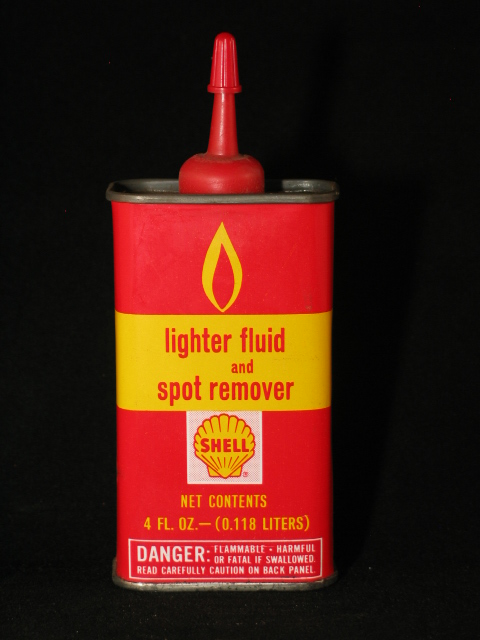 lighter fluid
and
spot remover
SHELL
®
NET CONTENTS
4 FL. OZ.—(0.118 LITERS)
DANGER: FLAMMABLE - HARMFUL
OR FATAL IF SWALLOWED.
READ CAREFULLY CAUTION ON BACK PANEL.